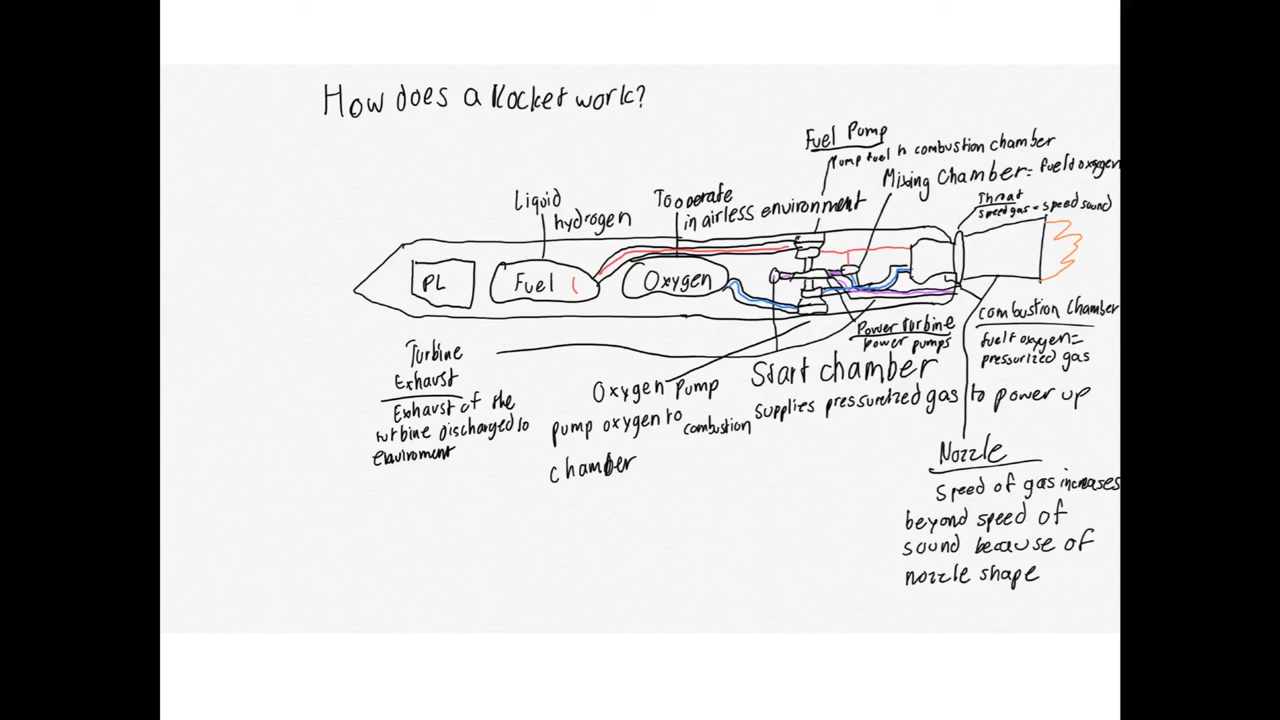 How does a Rocket work?
Fuel Pump
Pump fuel to combustion chamber
Mixing Chamber = fuel + oxygen
Throat
speed gas = speed sound
Liquid
hydrogen
To operate
in airless environment
PL
Fuel
Oxygen
Power turbine
power pumps
Combustion Chamber
fuel + oxygen =
pressurized gas
Turbine
Exhaust
Exhaust of the
turbine discharged to
enviroment
Oxygen pump
pump oxygen to combustion
chamber
Start chamber
supplies pressuretized gas to power up
Nozzle
Speed of gas increases
beyond speed of
sound because of
nozzle shape